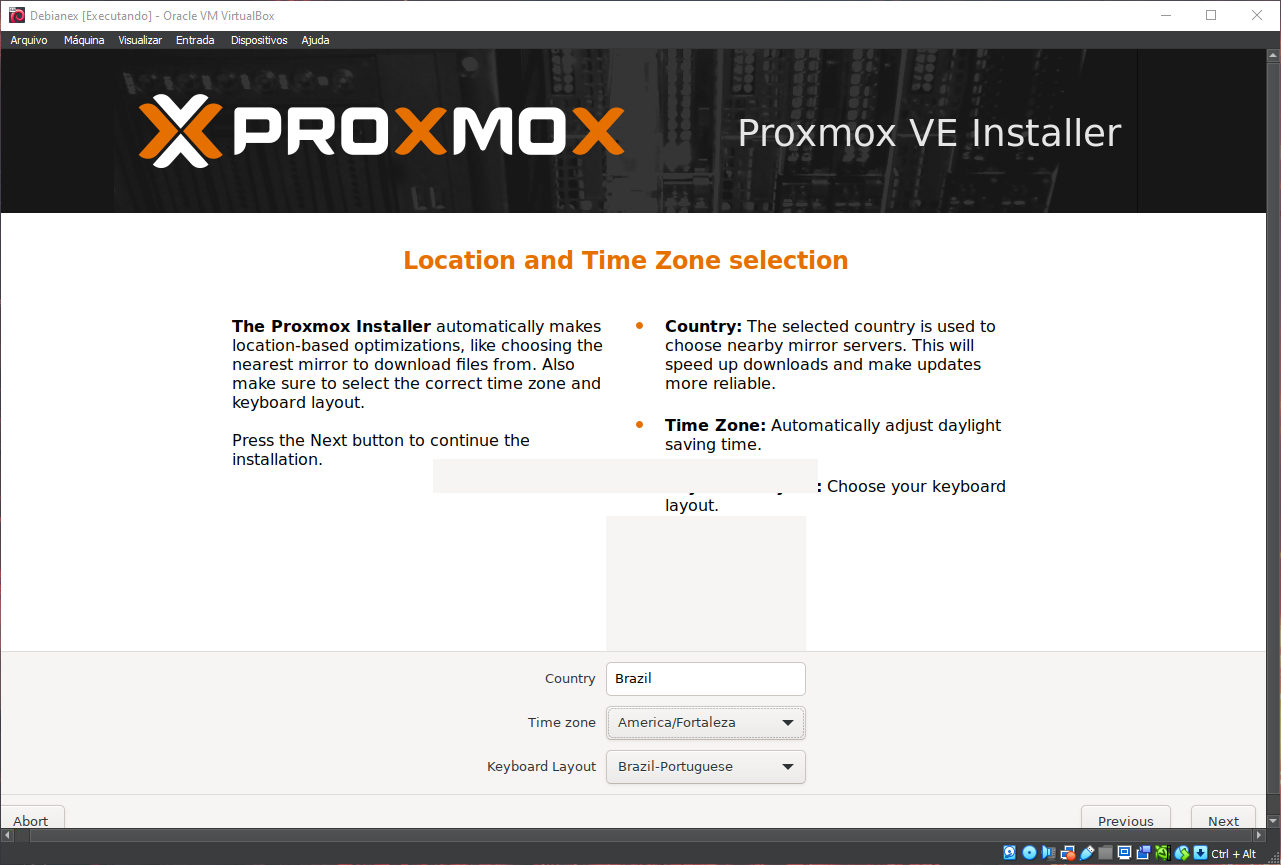 Debianex [Executando] - Oracle VM VirtualBox
Arquivo Máquina Visualizar Entrada Dispositivos Ajuda
PROXMOX
Proxmox VE Installer
Location and Time Zone selection
The Proxmox Installer automatically makes
location-based optimizations, like choosing the
nearest mirror to download files from. Also
make sure to select the correct time zone and
keyboard layout.
Press the Next button to continue the
installation.
Country: The selected country is used to
choose nearby mirror servers. This will
speed up downloads and make updates
more reliable.
Time Zone: Automatically adjust daylight
saving time.
: Choose your keyboard
layout.
Country Brazil
Time zone America/Fortaleza
Keyboard Layout Brazil-Portuguese
Abort Previous Next
Ctrl + Alt